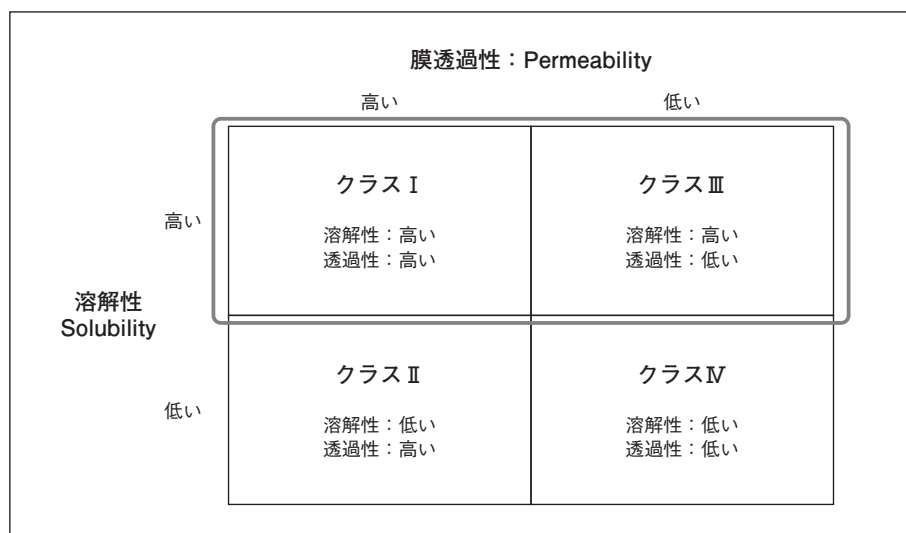 膜透過性：Permeability
高い
低い
高い
クラスⅠ
溶解性：高い
透過性：高い
クラスⅢ
溶解性：高い
透過性：低い
溶解性
Solubility
低い
クラスⅡ
溶解性：低い
透過性：高い
クラスⅣ
溶解性：低い
透過性：低い